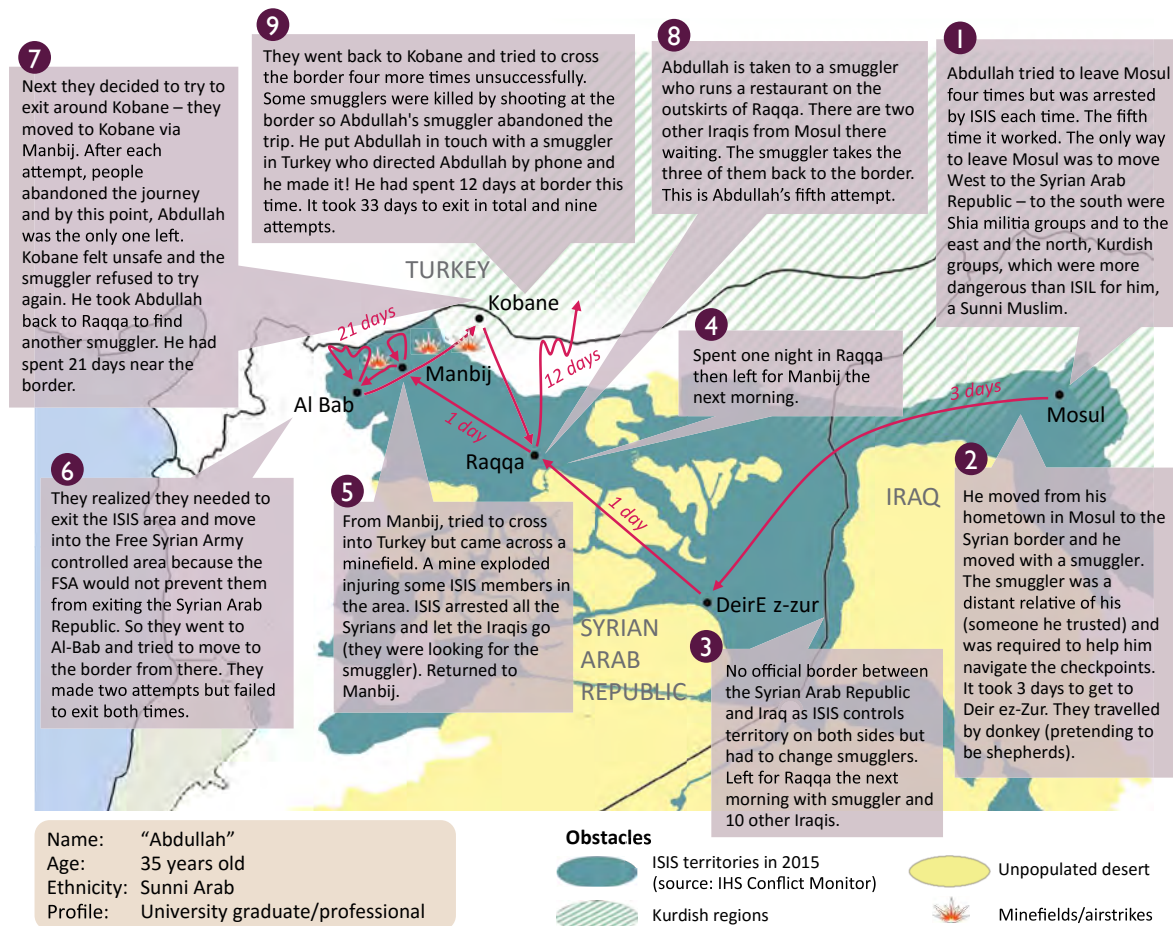 1
Abdullah tried to leave Mosul
four times but was arrested
by ISIS each time. The fifth
time it worked. The only way
to leave Mosul was to move
West to the Syrian Arab
Republic – to the south were
Shia militia groups and to the
east and the north, Kurdish
groups, which were more
dangerous than ISIL for him,
a Sunni Muslim.
2
He moved from his
hometown in Mosul to the
Syrian border and he
moved with a smuggler.
The smuggler was a
distant relative of his
(someone he trusted) and
was required to help him
navigate the checkpoints.
It took 3 days to get to
Deir ez-Zur. They travelled
by donkey (pretending to
be shepherds).
3
No official border between
the Syrian Arab Republic
and Iraq as ISIS controls
territory on both sides but
had to change smugglers.
Left for Raqqa the next
morning with smuggler and
10 other Iraqis.
4
Spent one night in Raqqa
then left for Manbij the
next morning.
5
From Manbij, tried to cross
into Turkey but came across a
minefield. A mine exploded
injuring some ISIS members in
the area. ISIS arrested all the
Syrians and let the Iraqis go
(they were looking for the
smuggler). Returned to
Manbij.
6
They realized they needed to
exit the ISIS area and move
into the Free Syrian Army
controlled area because the
FSA would not prevent them
from exiting the Syrian Arab
Republic. So they went to
Al-Bab and tried to move to
the border from there. They
made two attempts but failed
to exit both times.
7
Next they decided to try to
exit around Kobane – they
moved to Kobane via
Manbij. After each
attempt, people
abandoned the journey
and by this point, Abdullah
was the only one left.
Kobane felt unsafe and the
smuggler refused to try
again. He took Abdullah
back to Raqqa to find
another smuggler. He had
spent 21 days near the
border.
8
Abdullah is taken to a smuggler
who runs a restaurant on the
outskirts of Raqqa. There are two
other Iraqis from Mosul there
waiting. The smuggler takes the
three of them back to the border.
This is Abdullah’s fifth attempt.
9
They went back to Kobane and tried to cross
the border four more times unsuccessfully.
Some smugglers were killed by shooting at the
border so Abdullah's smuggler abandoned the
trip. He put Abdullah in touch with a smuggler
in Turkey who directed Abdullah by phone and
he made it! He had spent 12 days at border this
time. It took 33 days to exit in total and nine
attempts.
TURKEY
Kobane
21 days
Manbij
Al Bab
12 days
1 day
Raqqa
3 days
Mosul
1 day
IRAQ
DeirE z-zur
SYRIAN
ARAB
REPUBLIC
Name: “Abdullah”
Age: 35 years old
Ethnicity: Sunni Arab
Profile: University graduate/professional
Obstacles
ISIS territories in 2015
(source: IHS Conflict Monitor)
Kurdish regions
Unpopulated desert
Minefields/airstrikes